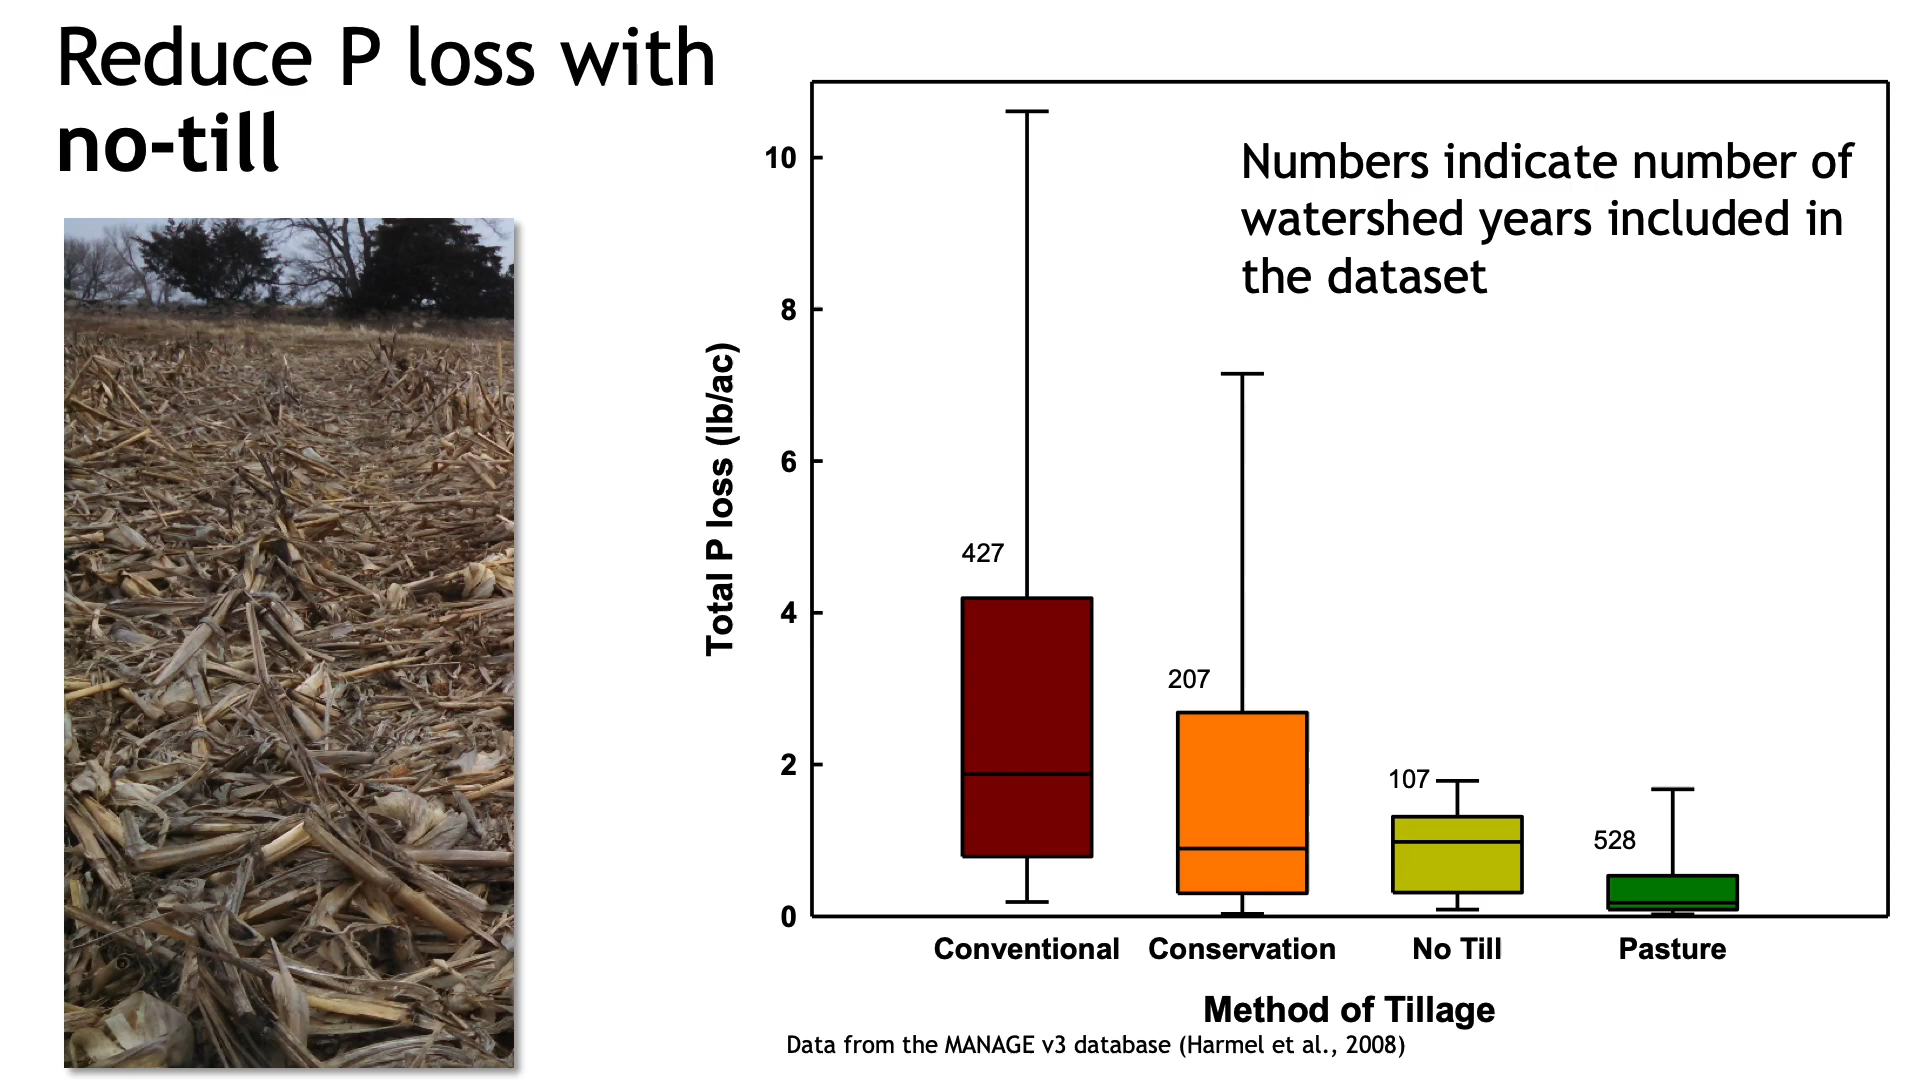 Reduce P loss with
no-till
Numbers indicate number of
watershed years included in
the dataset
Total P loss (lb/ac)
10
8
6
4
2
0
427
207
107
528
Conventional
Conservation
No Till
Pasture
Method of Tillage
Data from the MANAGE v3 database (Harmel et al., 2008)